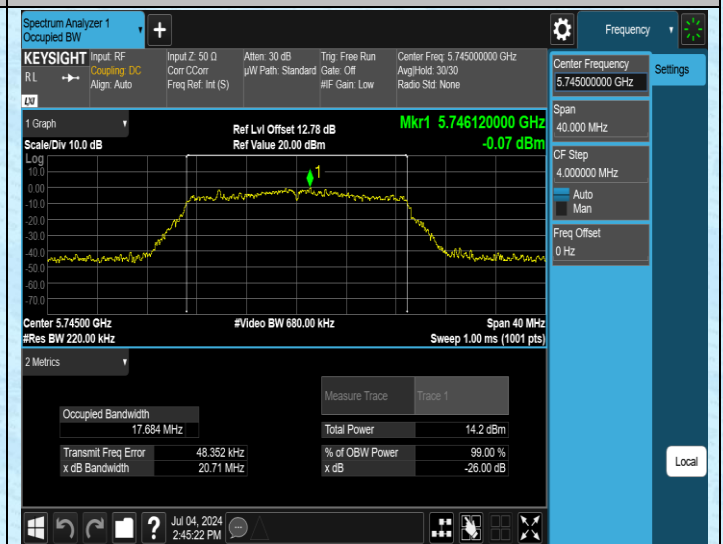 Spectrum Analyzer 1
Occupied BW
Frequency
KEYSIGHT
R L
LXI
Input: RF
Coupling: DC
Align: Auto
Input Z: 50 Ω
Corr CCorr
Freq Ref: Int (S)
Atten: 30 dB
µW Path: Standard
Trig: Free Run
Gate: Off
#IF Gain: Low
Center Freq: 5.745000000 GHz
Avg|Hold: 30/30
Radio Std: None
Center Frequency
5.745000000 GHz
Settings
Span
40.000 MHz
CF Step
4.000000 MHz
Auto
Man
Freq Offset
0 Hz
Local
1 Graph
Scale/Div 10.0 dB
Ref Lvl Offset 12.78 dB
Ref Value 20.00 dBm
Mkr1 5.746120000 GHz
-0.07 dBm
Log
10.0
0.00
-10.0
-20.0
-30.0
-40.0
-50.0
-60.0
-70.0
1
Center 5.74500 GHz
#Res BW 220.00 kHz
#Video BW 680.00 kHz
Span 40 MHz
Sweep 1.00 ms (1001 pts)
2 Metrics
Measure Trace
Trace 1
Occupied Bandwidth
17.684 MHz
Total Power
14.2 dBm
Transmit Freq Error
48.352 kHz
% of OBW Power
99.00 %
x dB Bandwidth
20.71 MHz
x dB
-26.00 dB
?
Jul 04, 2024
2:45:22 PM